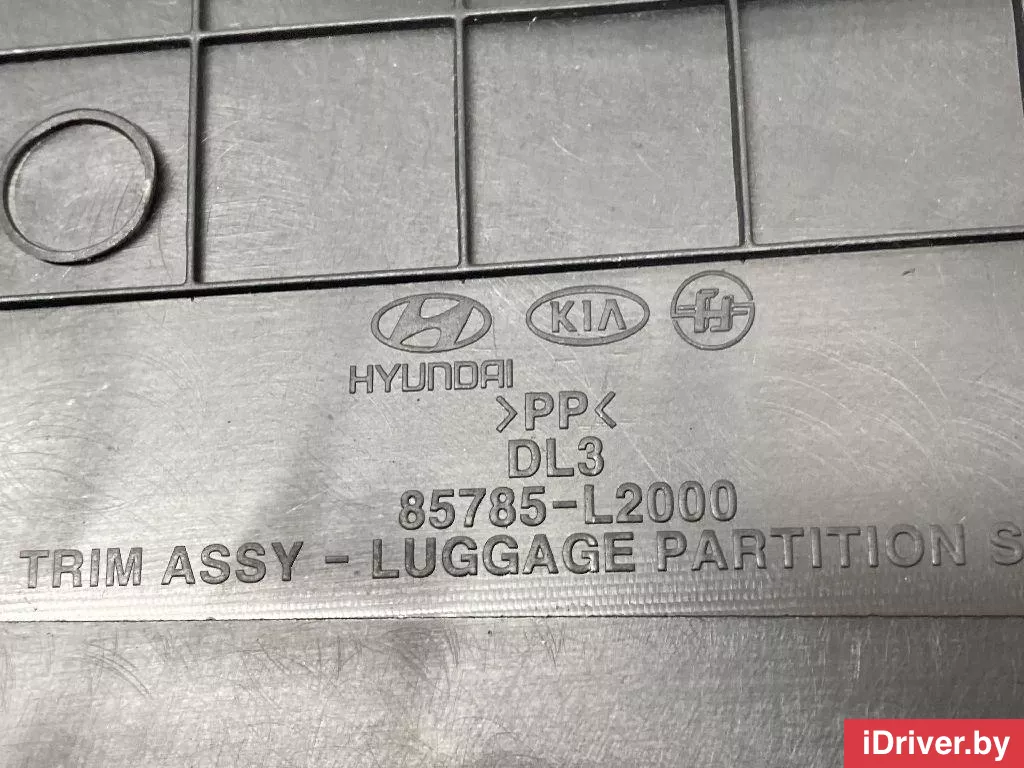 KIA
HYUNDAI
>PP<
DL3
85785-L2000
TRIM ASSY - LUGGAGE PARTITION S
iDriver.by